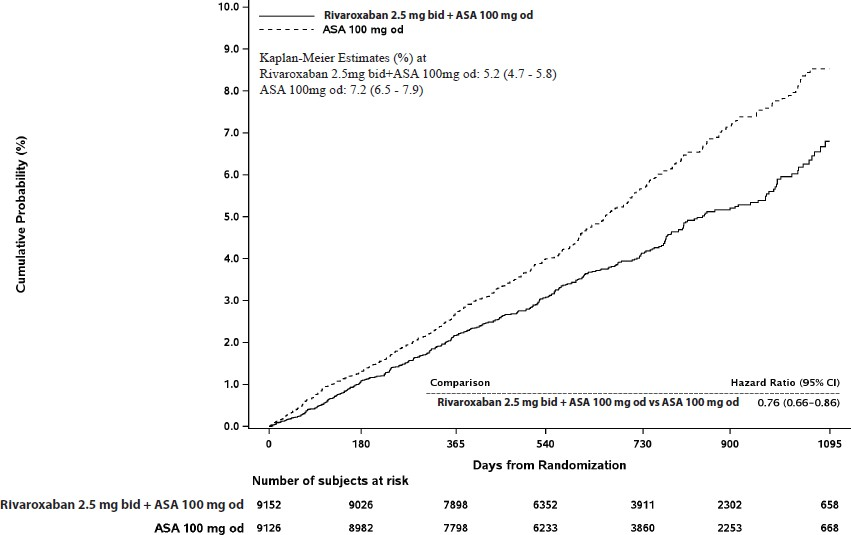 10.0
9.0
8.0
7.0
6.0
5.0
4.0
3.0
2.0
1.0
0.0
Cumulative Probability (%)
Rivaroxaban 2.5 mg bid + ASA 100 mg od
ASA 100 mg od
Kaplan-Meier Estimates (%) at
Rivaroxaban 2.5mg bid+ASA 100mg od: 5.2 (4.7 - 5.8)
ASA 100mg od: 7.2 (6.5 - 7.9)
Comparison Hazard Ratio (95% CI)
Rivaroxaban 2.5 mg bid + ASA 100 mg od vs ASA 100 mg od 0.76 (0.66–0.86)
0 180 365 540 730 900 1095
Days from Randomization
Number of subjects at risk
Rivaroxaban 2.5 mg bid + ASA 100 mg od 9152 9026 7898 6352 3911 2302 658
ASA 100 mg od 9126 8982 7798 6233 3860 2253 668